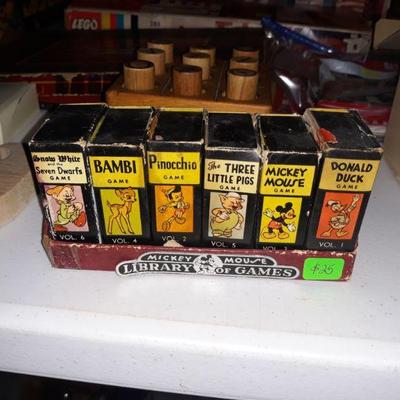 LEGO
Snow White
and the
Seven Dwarfs
GAME
VOL. 6
BAMBI
GAME
VOL. 4
Pinocchio
GAME
VOL. 2
The THREE
LITTLE PIGS
GAME
VOL. 5
MICKEY
MOUSE
GAME
DONALD
DUCK
GAME
VOL. 1
MICKEY MOUSE
LIBRARY OF GAMES
$25